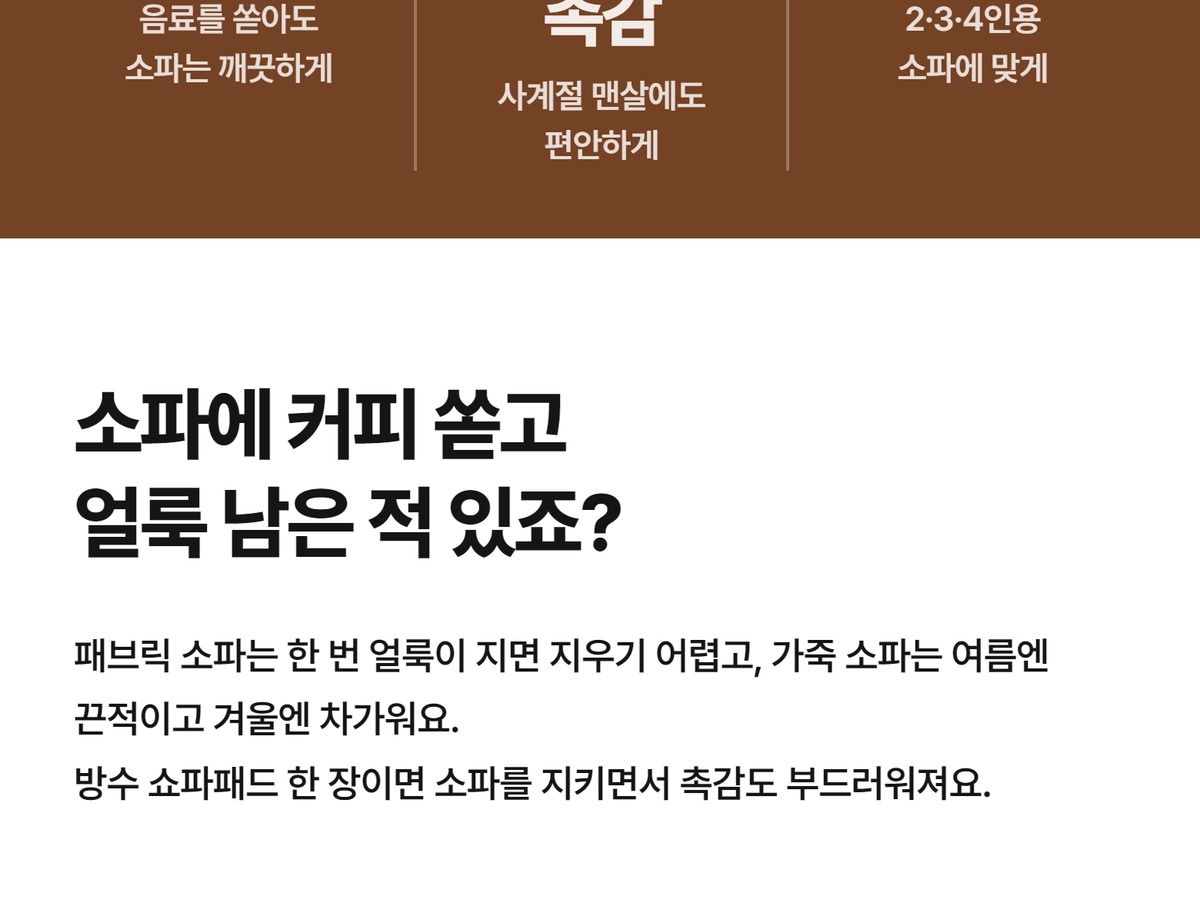 음료를 쏟아도
소파는 깨끗하게
촉감
사계절 맨살에도
편안하게
2·3·4인용
소파에 맞게
소파에 커피 쏟고
얼룩 남은 적 있죠?
패브릭 소파는 한 번 얼룩이 지면 지우기 어렵고, 가죽 소파는 여름엔
끈적이고 겨울엔 차가워요.
방수 쇼파패드 한 장이면 소파를 지키면서 촉감도 부드러워져요.